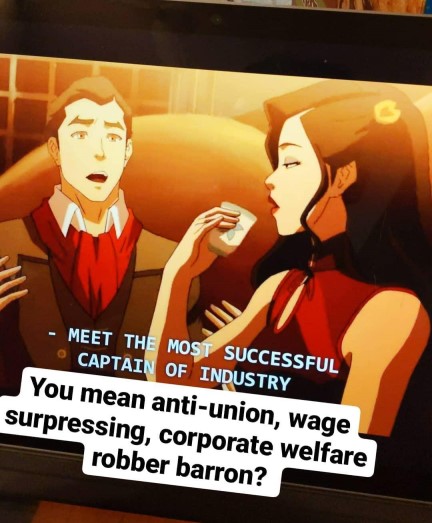 - MEET THE MOST SUCCESSFUL
CAPTAIN OF INDUSTRY
You mean anti-union, wage
surpressing, corporate welfare
robber barron?